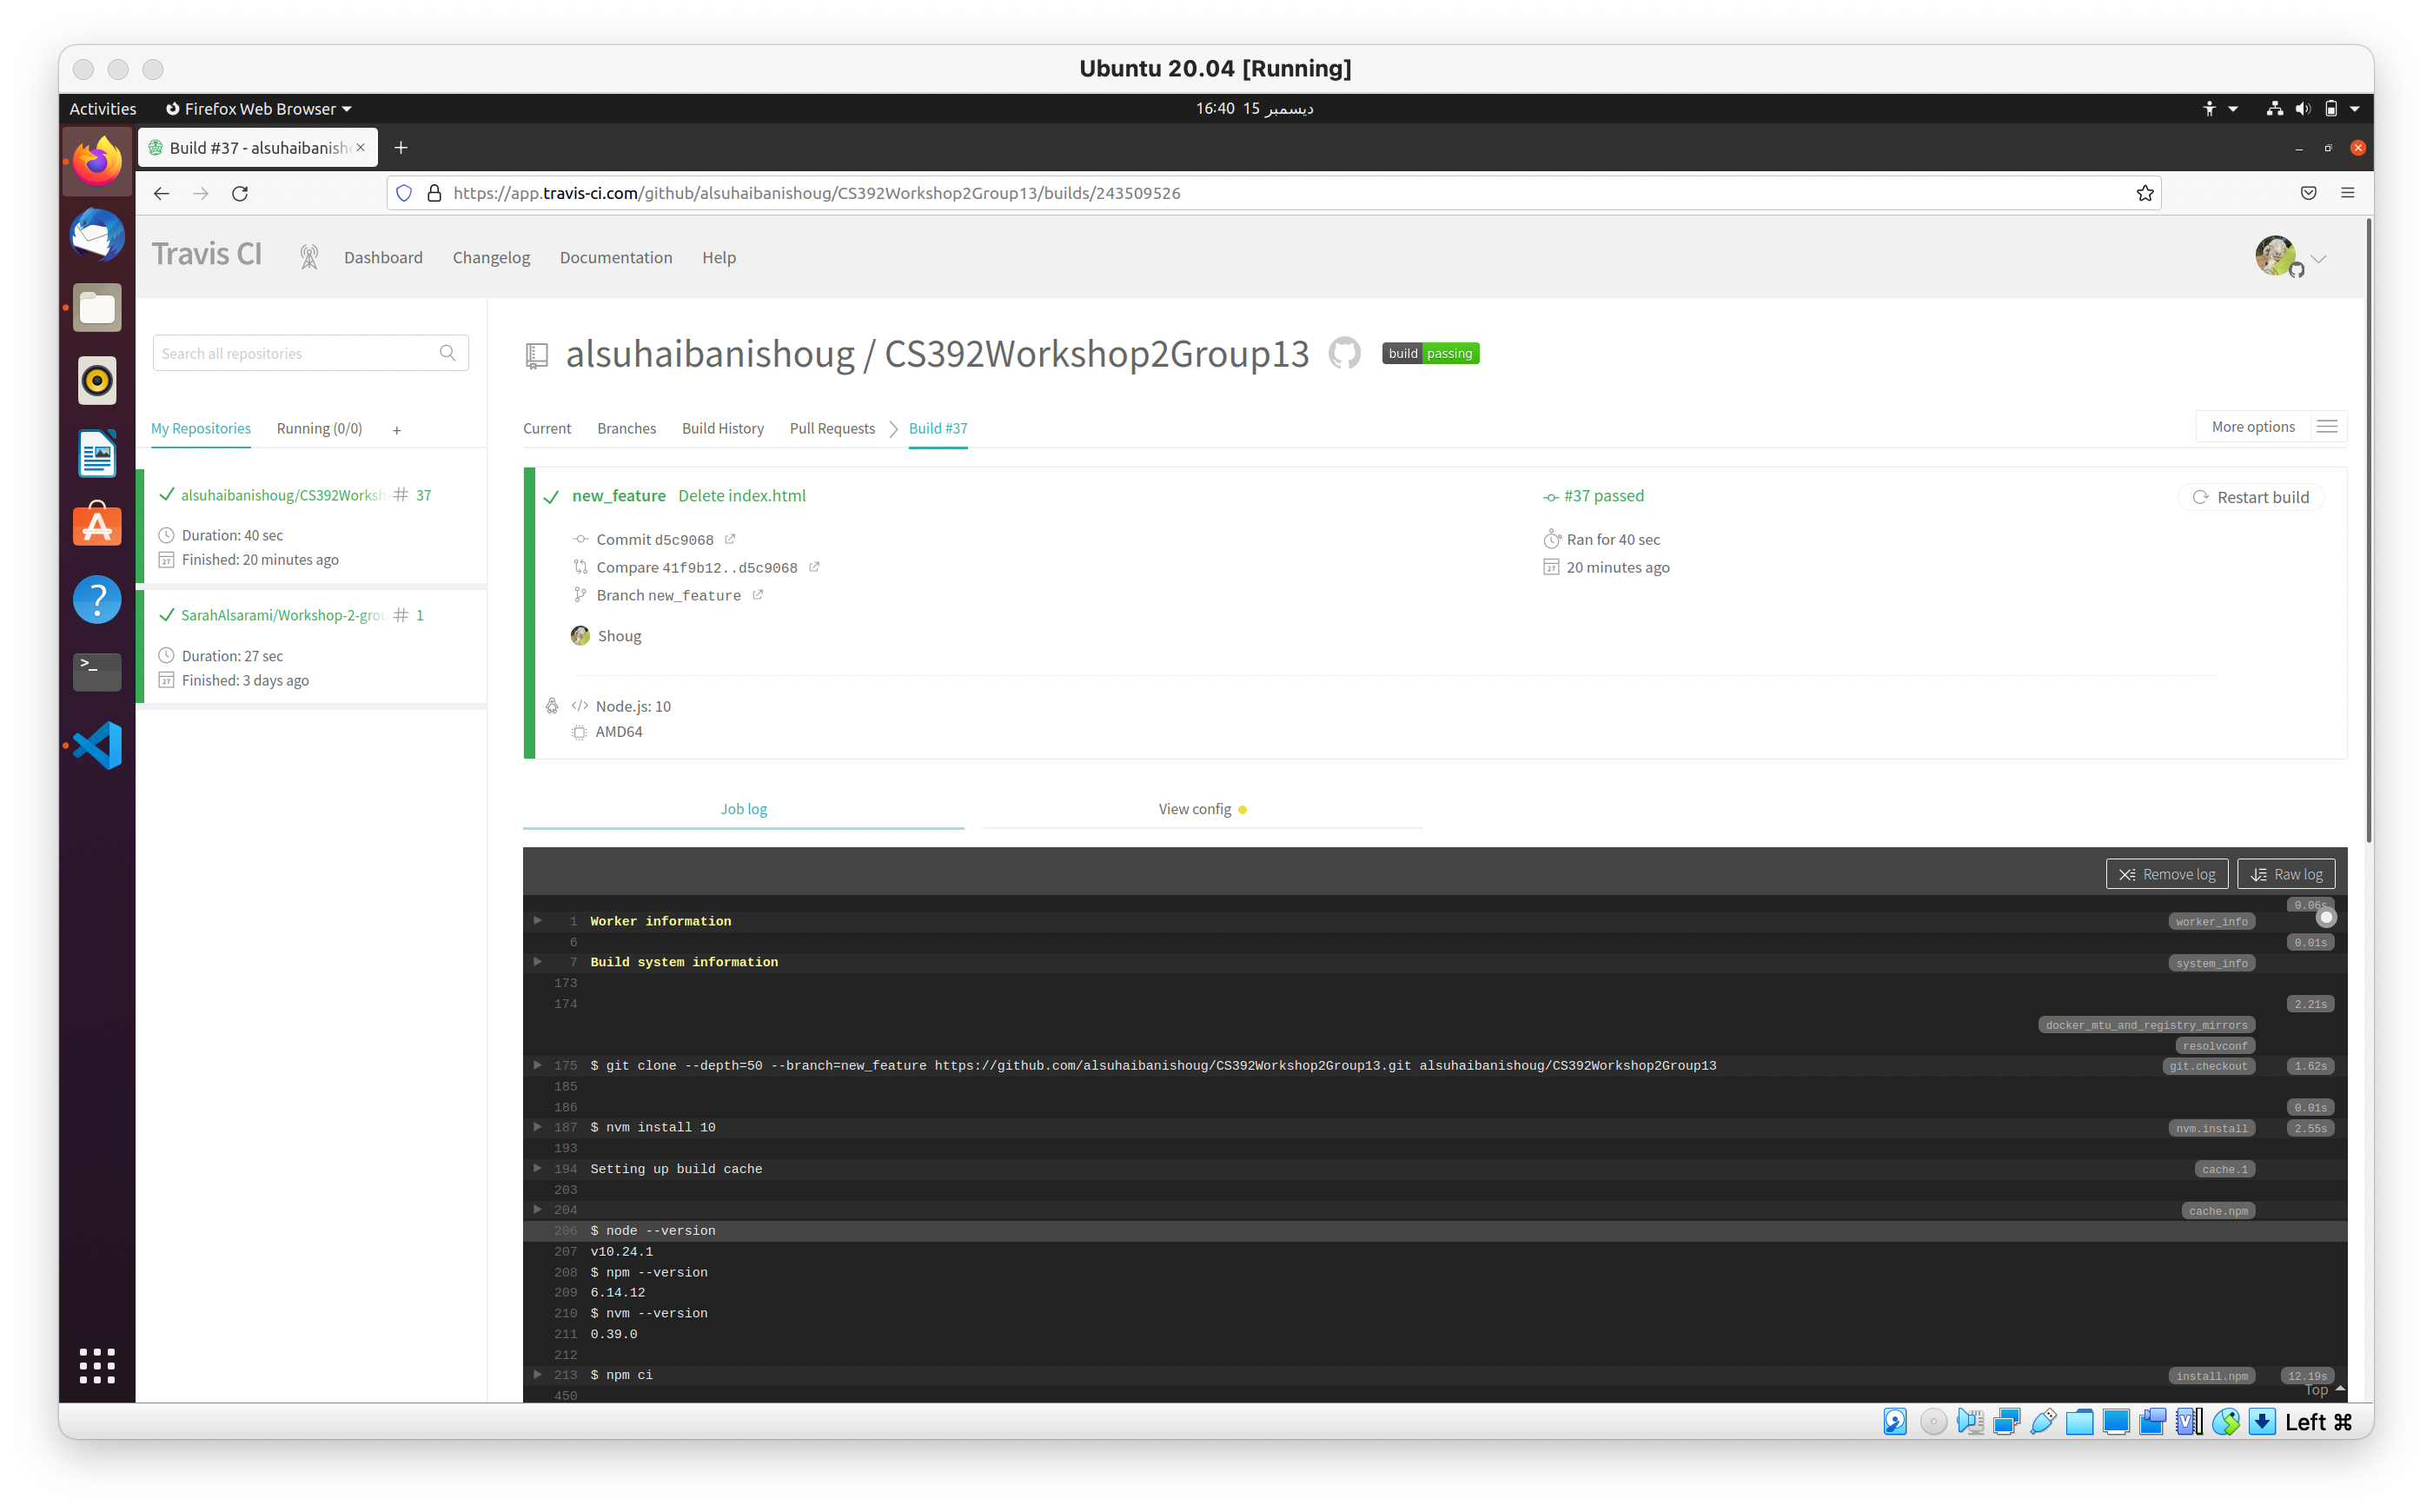 Ubuntu 20.04 [Running]
Activities
Firefox Web Browser
16:40 15 ديسمبر
Build #37 - alsuhaibanish
https://app.travis-ci.com/github/alsuhaibanishoug/CS392Workshop2Group13/builds/243509526
Travis CI
Dashboard
Changelog
Documentation
Help
Search all repositories
alsuhaibanishoug / CS392Workshop2Group13
build passing
My Repositories
Running (0/0)
+
Current
Branches
Build History
Pull Requests
Build #37
More options
alsuhaibanishoug/CS392Worksh # 37
Duration: 40 sec
Finished: 20 minutes ago
SarahAlsarami/Workshop-2-grou # 1
Duration: 27 sec
Finished: 3 days ago
new_feature Delete index.html
#37 passed
Restart build
Commit d5c9068
Ran for 40 sec
Compare 41f9b12..d5c9068
20 minutes ago
Branch new_feature
Shoug
Node.js: 10
AMD64
Job log
View config
Remove log
Raw log
0.06s
1 Worker information worker_info
6 0.01s
7 Build system information system_info
173
174 2.21s
docker_mtu_and_registry_mirrors
resolvconf
175 $ git clone --depth=50 --branch=new_feature https://github.com/alsuhaibanishoug/CS392Workshop2Group13.git alsuhaibanishoug/CS392Workshop2Group13 git.checkout 1.62s
185
186 0.01s
187 $ nvm install 10 nvm.install 2.55s
193
194 Setting up build cache cache.1
203
204 cache.npm
206 $ node --version
207 v10.24.1
208 $ npm --version
209 6.14.12
210 $ nvm --version
211 0.39.0
212
213 $ npm ci install.npm 12.19s
450
Top
Left ⌘